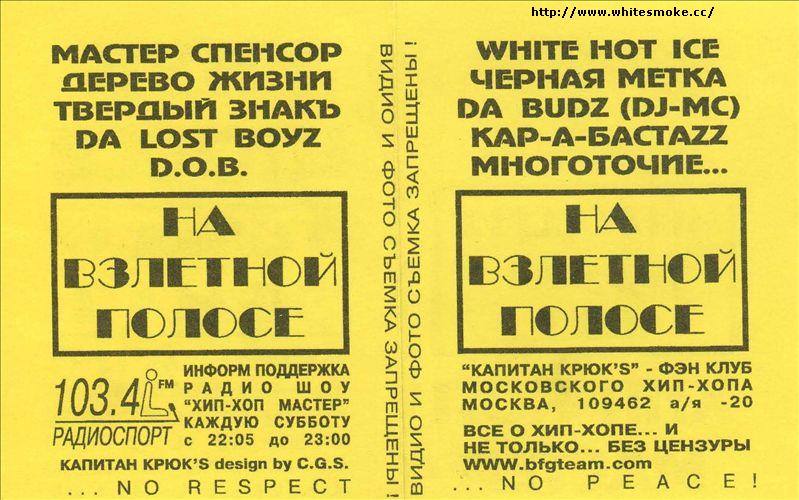 http://www.whitesmoke.cc/
МАСТЕР СПЕНСОР
ДЕРЕВО ЖИЗНИ
ТВЕРДЫЙ ЗНАКЪ
DA LOST BOYZ
D.O.B.
НА
ВЗЛЕТНОЙ
ПОЛОСЕ
103.4 FM
РАДИОСПОРТ
ИНФОРМ ПОДДЕРЖКА
РАДИО ШОУ
"ХИП-ХОП МАСТЕР"
КАЖДУЮ СУББОТУ
С 22:05 до 23:00
КАПИТАН КРЮК'S design by C.G.S.
...NO RESPECT
ВИДИО И ФОТО СЪЕМКА ЗАПРЕЩЕНЫ!
ВИДИО И ФОТО СЪЕМКА ЗАПРЕЩЕНЫ!
WHITE HOT ICE
ЧЕРНАЯ МЕТКА
DA BUDZ (DJ-MC)
КАР-А-БАСТАZZ
МНОГОТОЧИЕ...
НА
ВЗЛЕТНОЙ
ПОЛОСЕ
"КАПИТАН КРЮК'S" - ФЭН КЛУБ
МОСКОВСКОГО ХИП-ХОПА
МОСКВА, 109462 а/я -20
ВСЕ О ХИП-ХОПЕ... И
НЕ ТОЛЬКО... БЕЗ ЦЕНЗУРЫ
WWW.bfgteam.com
...NO PEACE!